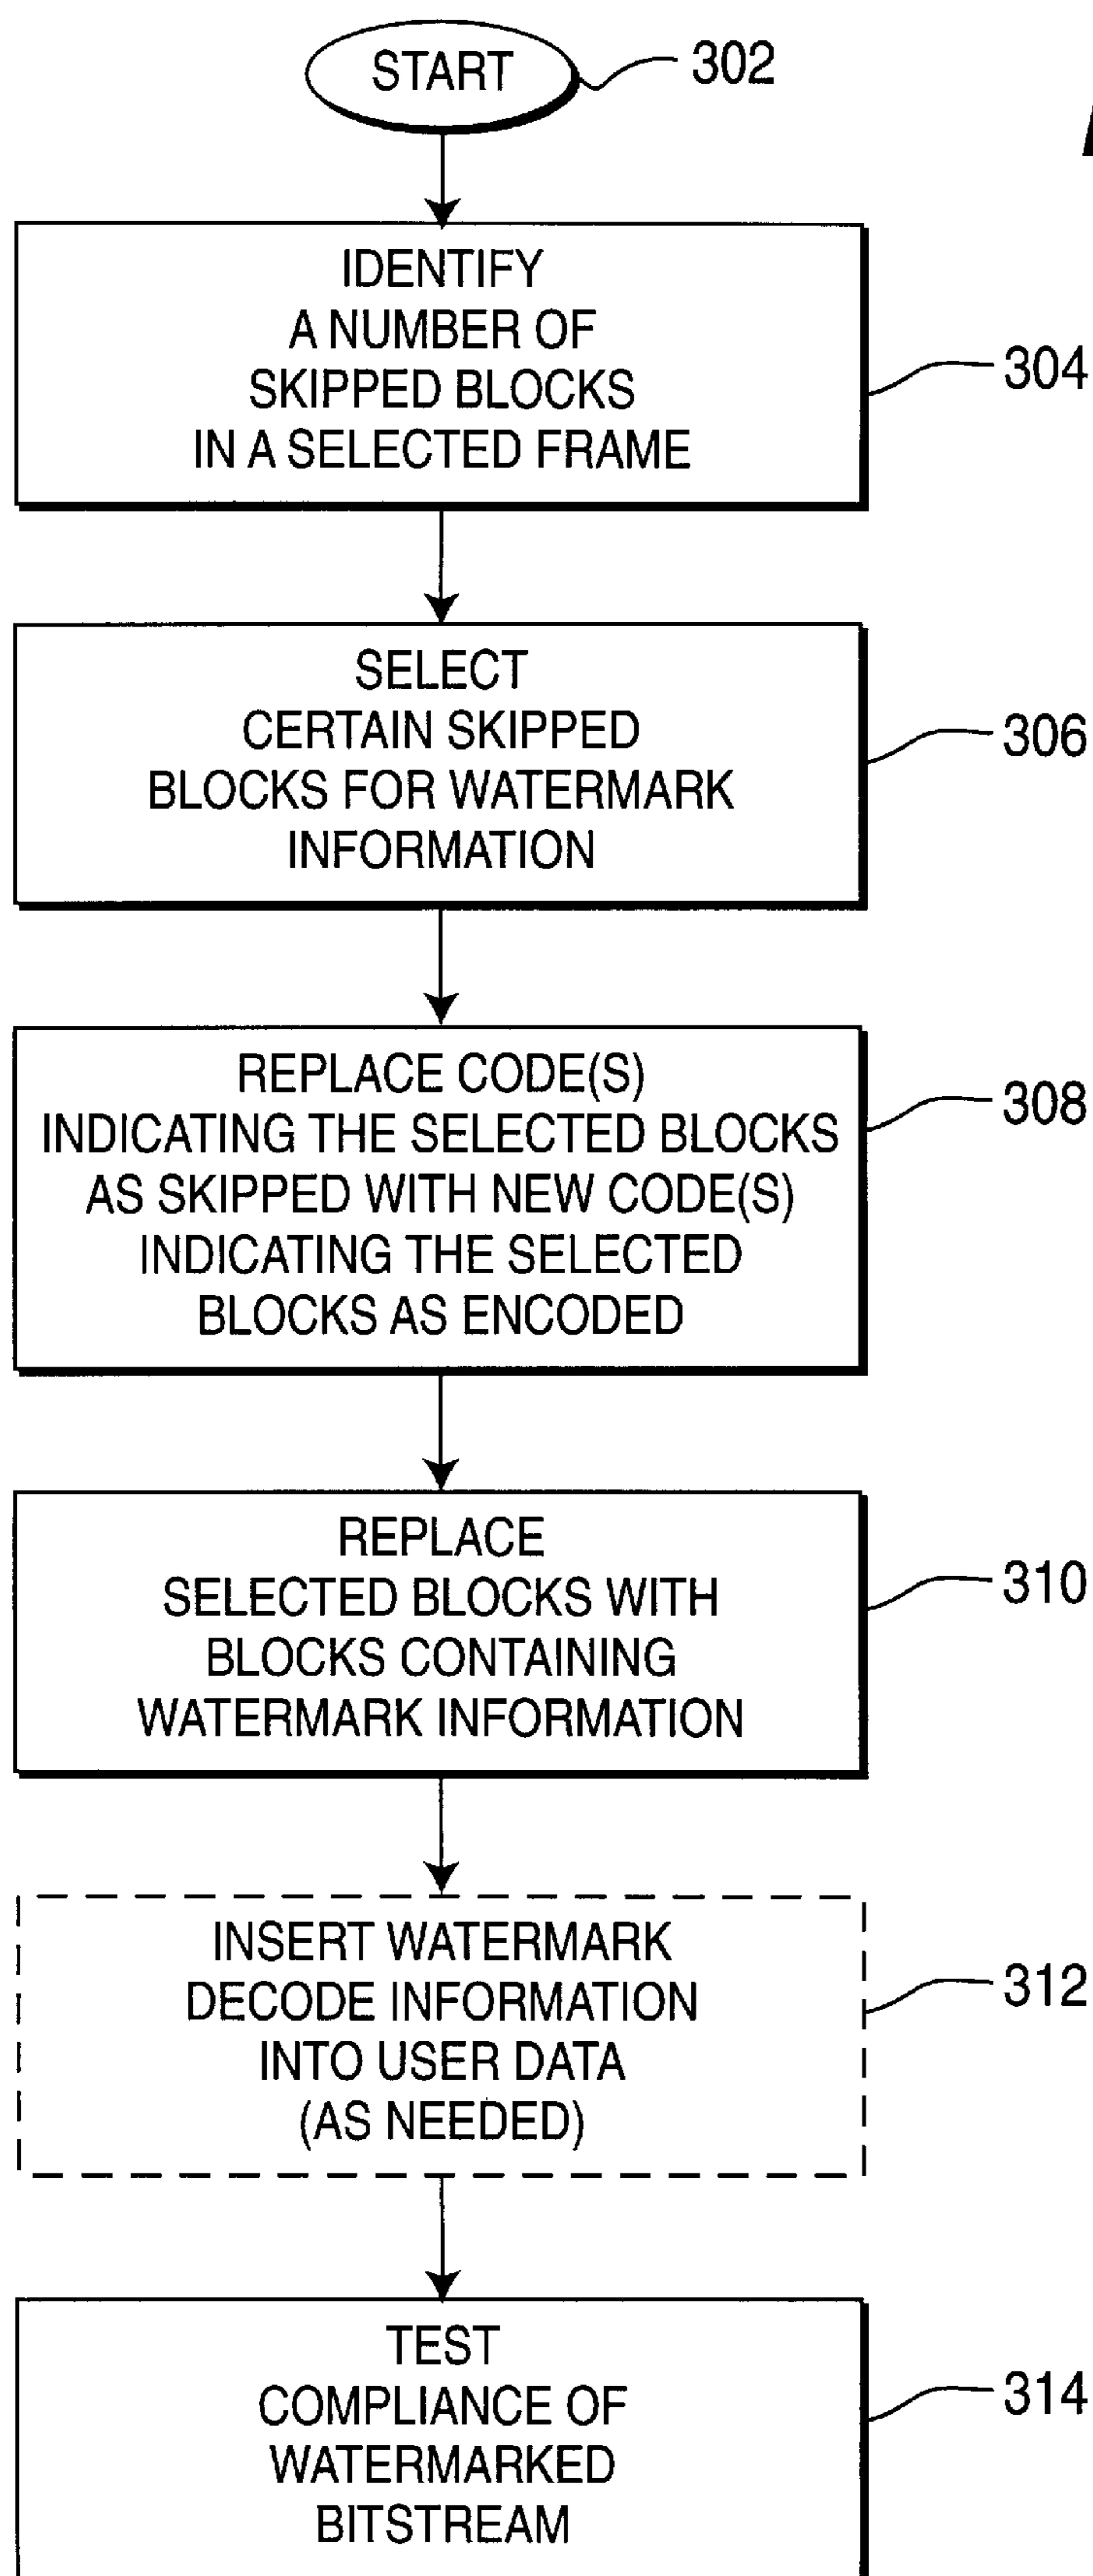 START
302
IDENTIFY
A NUMBER OF
SKIPPED BLOCKS
IN A SELECTED FRAME
304
SELECT
CERTAIN SKIPPED
BLOCKS FOR WATERMARK
INFORMATION
306
REPLACE CODE(S)
INDICATING THE SELECTED BLOCKS
AS SKIPPED WITH NEW CODE(S)
INDICATING THE SELECTED
BLOCKS AS ENCODED
308
REPLACE
SELECTED BLOCKS WITH
BLOCKS CONTAINING
WATERMARK INFORMATION
310
INSERT WATERMARK
DECODE INFORMATION
INTO USER DATA
(AS NEEDED)
312
TEST
COMPLIANCE OF
WATERMARKED
BITSTREAM
314